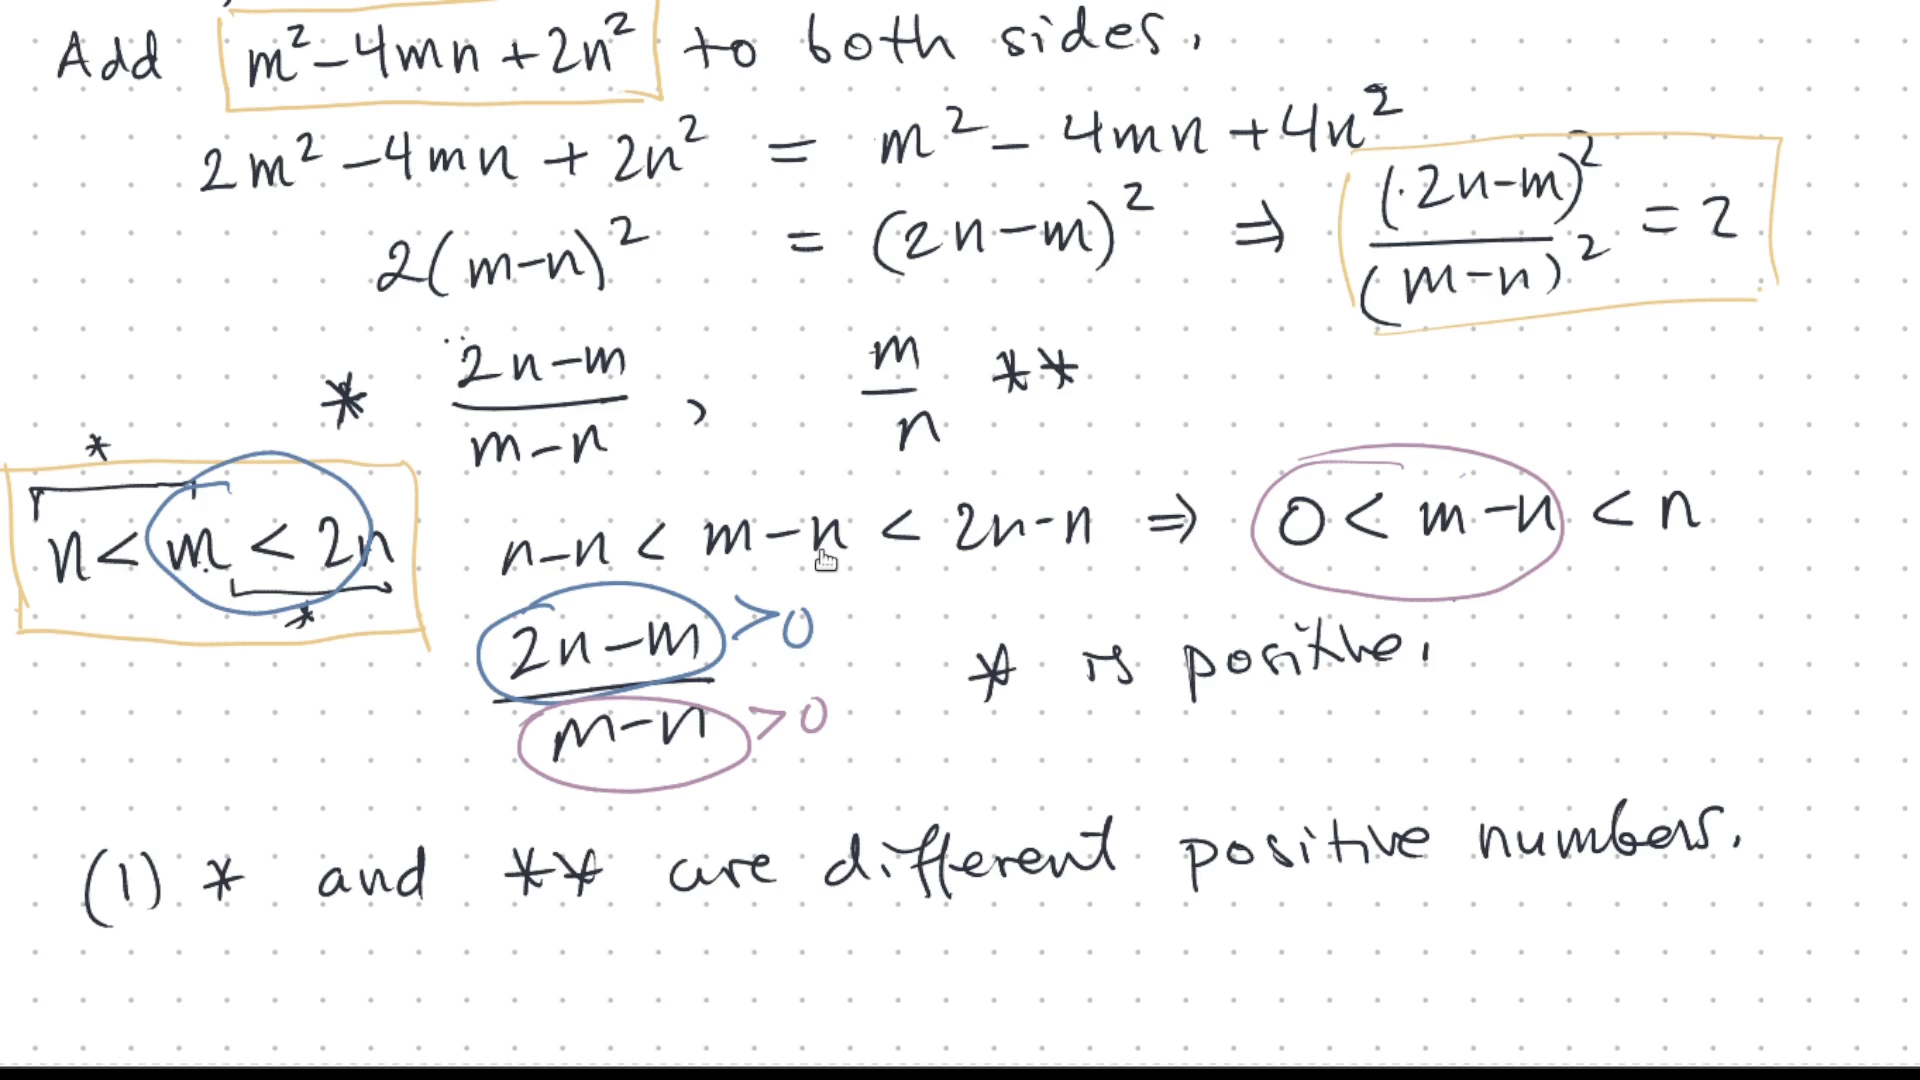 Add m²-4mn+2n² to both sides.
2m²-4mn+2n² = m²-4mn+4n²
2(m-n)² = (2n-m)² ⇒ (2n-m)²/(m-n)² = 2
* (2n-m)/(m-n) , m/n **
*
n<m<2n
*
n-n < m-n < 2n-n ⇒ 0 < m-n < n
2n-m >0
m-n >0
* is positive.
(1) * and ** are different positive numbers.